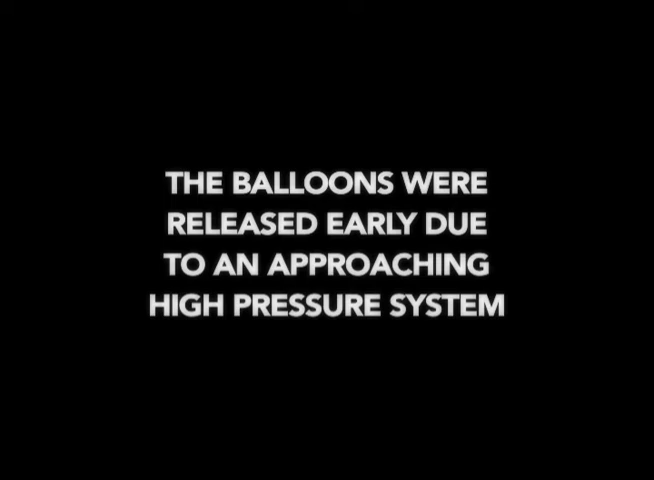 THE BALLOONS WERE
RELEASED EARLY DUE
TO AN APPROACHING
HIGH PRESSURE SYSTEM